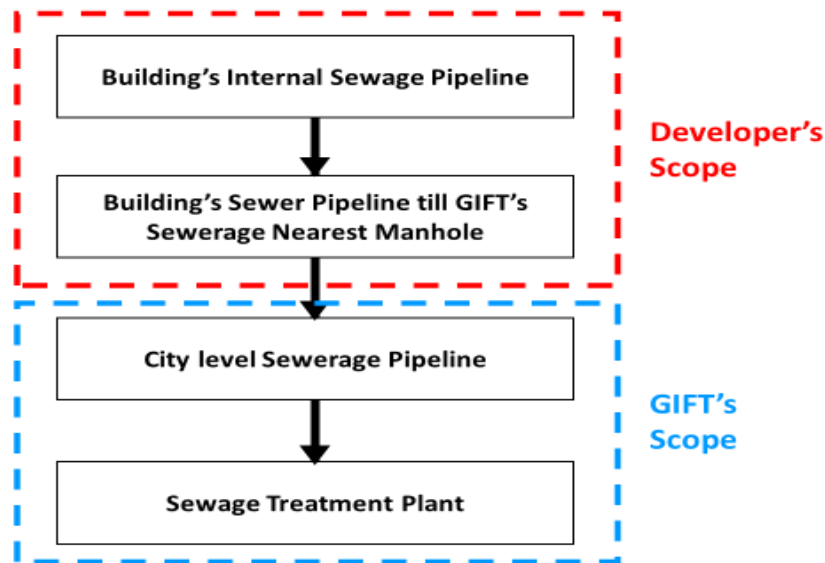 Building’s Internal Sewage Pipeline
Building’s Sewer Pipeline till GIFT’s
Sewerage Nearest Manhole
Developer’s
Scope
City level Sewerage Pipeline
Sewage Treatment Plant
GIFT’s
Scope